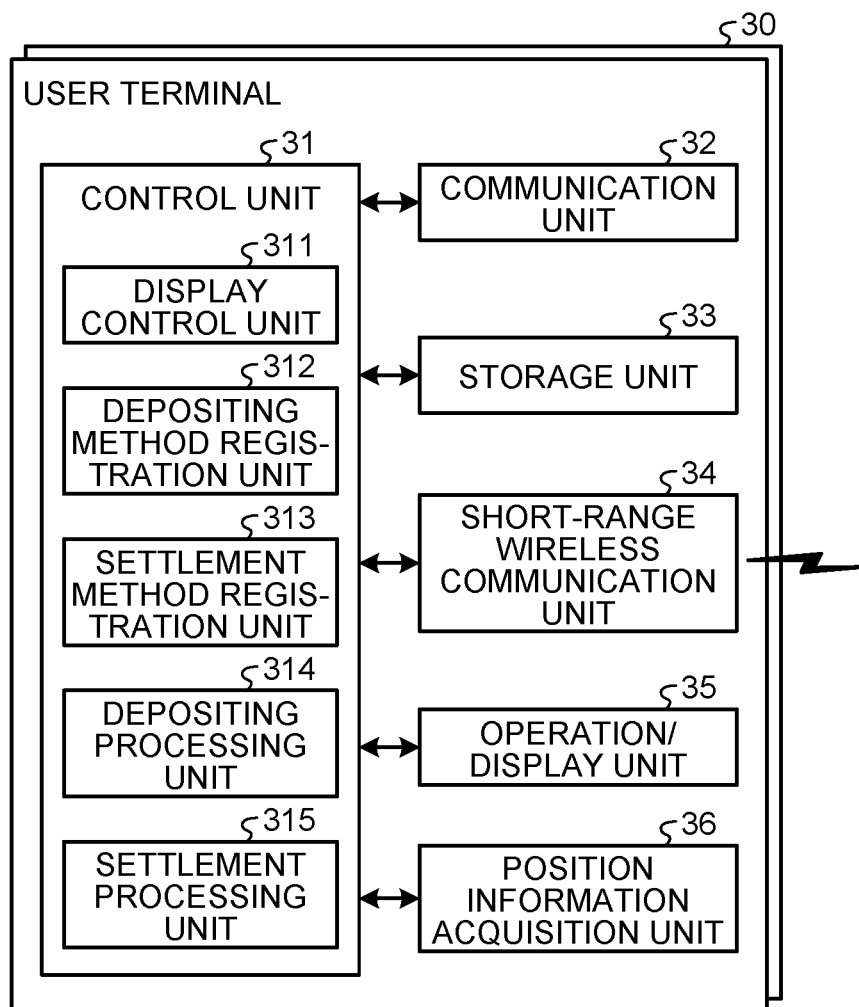 30
USER TERMINAL
31
CONTROL UNIT
311
DISPLAY
CONTROL UNIT
312
DEPOSITING
METHOD REGIS-
TRATION UNIT
313
SETTLEMENT
METHOD REGIS-
TRATION UNIT
314
DEPOSITING
PROCESSING
UNIT
315
SETTLEMENT
PROCESSING
UNIT
32
COMMUNICATION
UNIT
33
STORAGE UNIT
34
SHORT-RANGE
WIRELESS
COMMUNICATION
UNIT
35
OPERATION/
DISPLAY UNIT
36
POSITION
INFORMATION
ACQUISITION UNIT